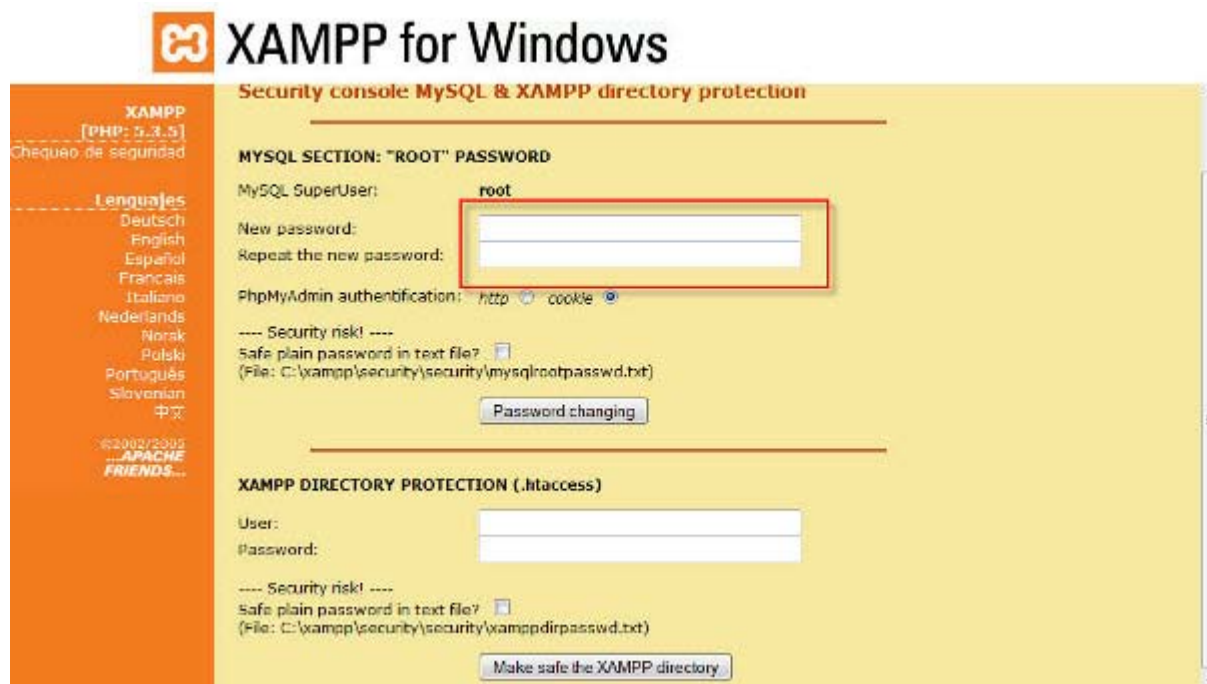 XAMPP for Windows
XAMPP
[PHP: 5.3.5]
Chequeo de seguridad
Lenguajes
Deutsch
English
Español
Francais
Italiano
Nederlands
Norsk
Polski
Português
Slovenian
中文
©2002/2005
...APACHE
FRIENDS...
Security console MySQL & XAMPP directory protection
MYSQL SECTION: "ROOT" PASSWORD
MySQL SuperUser: root
New password:
Repeat the new password:
PhpMyAdmin authentification: http cookie
---- Security risk! ----
Safe plain password in text file?
(File: C:\xampp\security\security\mysqlrootpasswd.txt)
Password changing
XAMPP DIRECTORY PROTECTION (.htaccess)
User:
Password:
---- Security risk! ----
Safe plain password in text file?
(File: C:\xampp\security\security\xamppdirpasswd.txt)
Make safe the XAMPP directory